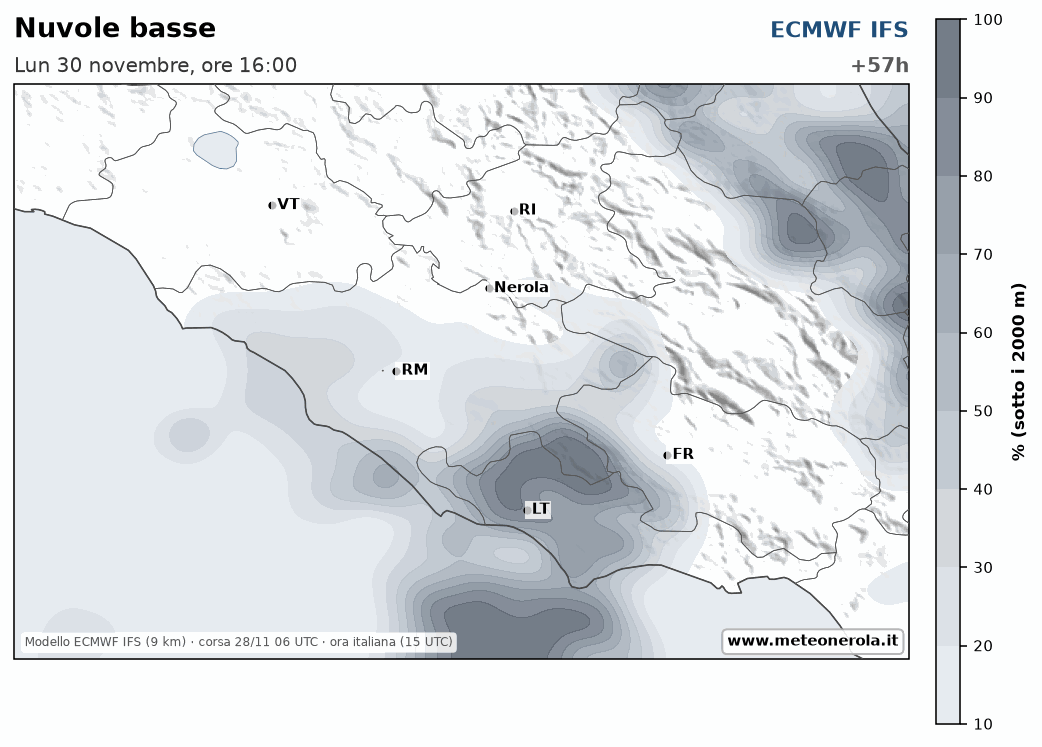 Nuvole basse
ECMWF IFS
Lun 30 novembre, ore 16:00
+57h
VT
RI
Nerola
RM
FR
LT
Modello ECMWF IFS (9 km) · corsa 28/11 06 UTC · ora italiana (15 UTC)
www.meteonerola.it
100
90
80
70
60
50
40
30
20
10
% (sotto i 2000 m)